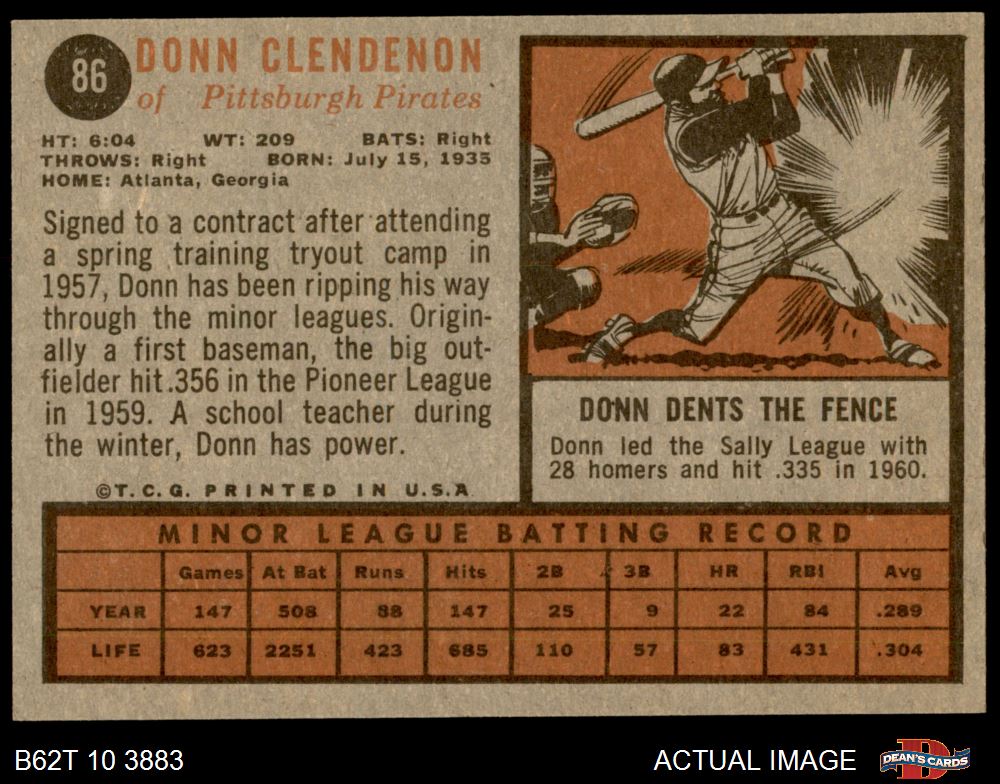 86
DONN CLENDENON
of Pittsburgh Pirates
HT: 6:04 WT: 209 BATS: Right
THROWS: Right BORN: July 15, 1935
HOME: Atlanta, Georgia
Signed to a contract after attending
a spring training tryout camp in
1957, Donn has been ripping his way
through the minor leagues. Origin-
ally a first baseman, the big out-
fielder hit .356 in the Pioneer League
in 1959. A school teacher during
the winter, Donn has power.
©T.C.G. PRINTED IN U.S.A.
DONN DENTS THE FENCE
Donn led the Sally League with
28 homers and hit .335 in 1960.
MINOR LEAGUE BATTING RECORD
Games At Bat Runs Hits 2B 3B HR RBI Avg
YEAR 147 508 88 147 25 9 22 84 .289
LIFE 623 2251 423 685 110 57 83 431 .304
B62T 10 3883
ACTUAL IMAGE
D
DEAN'S CARDS